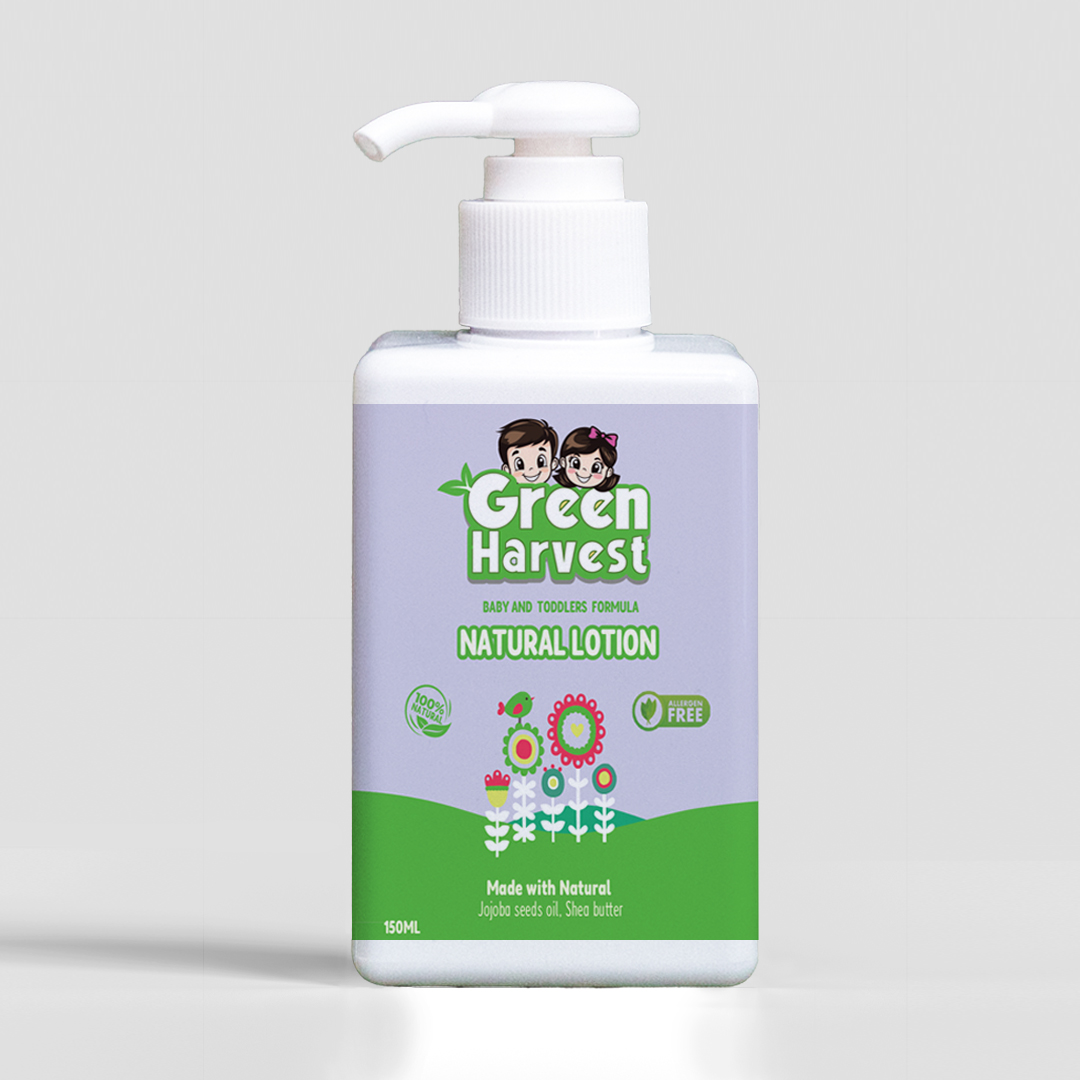 Green
Harvest
BABY AND TODDLERS FORMULA
NATURAL LOTION
100%
NATURAL
ALLERGEN
FREE
Made with Natural
Jojoba seeds oil, Shea butter
150ML